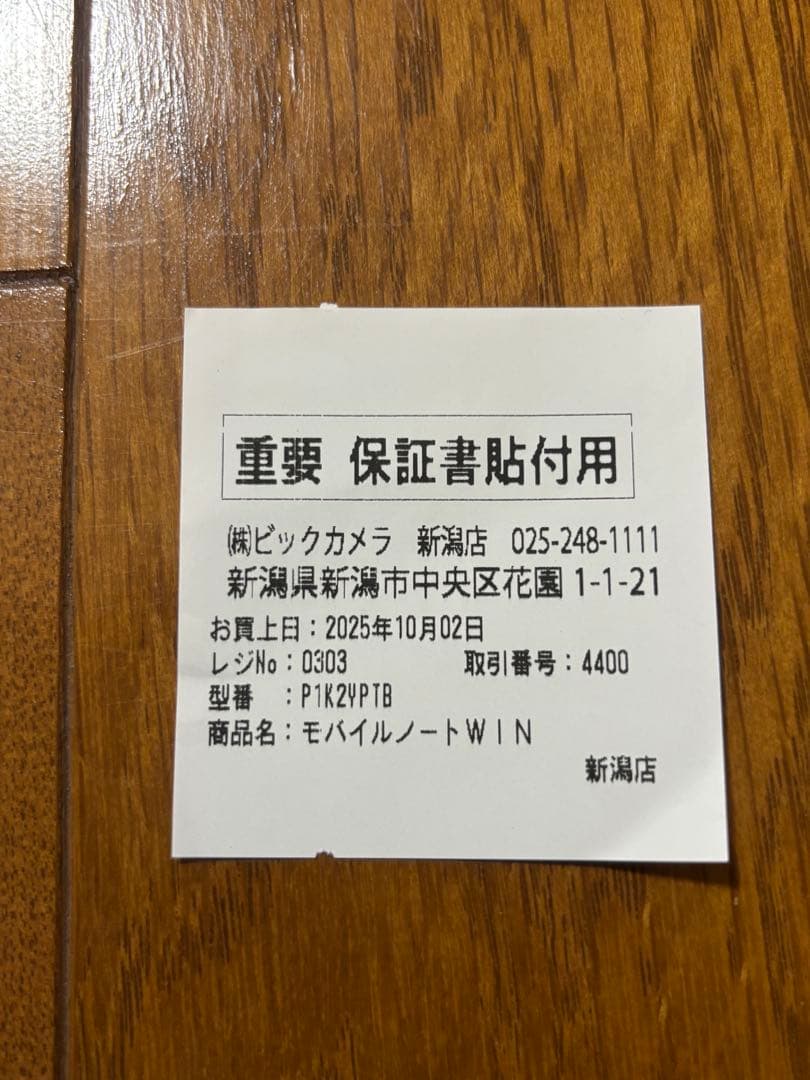 重要 保証書貼付用
㈱ビックカメラ 新潟店 025-248-1111
新潟県新潟市中央区花園1-1-21
お買上日：2025年10月02日
レジNo：0303 取引番号：4400
型番 ：P1K2YPTB
商品名：モバイルノートＷＩＮ
新潟店